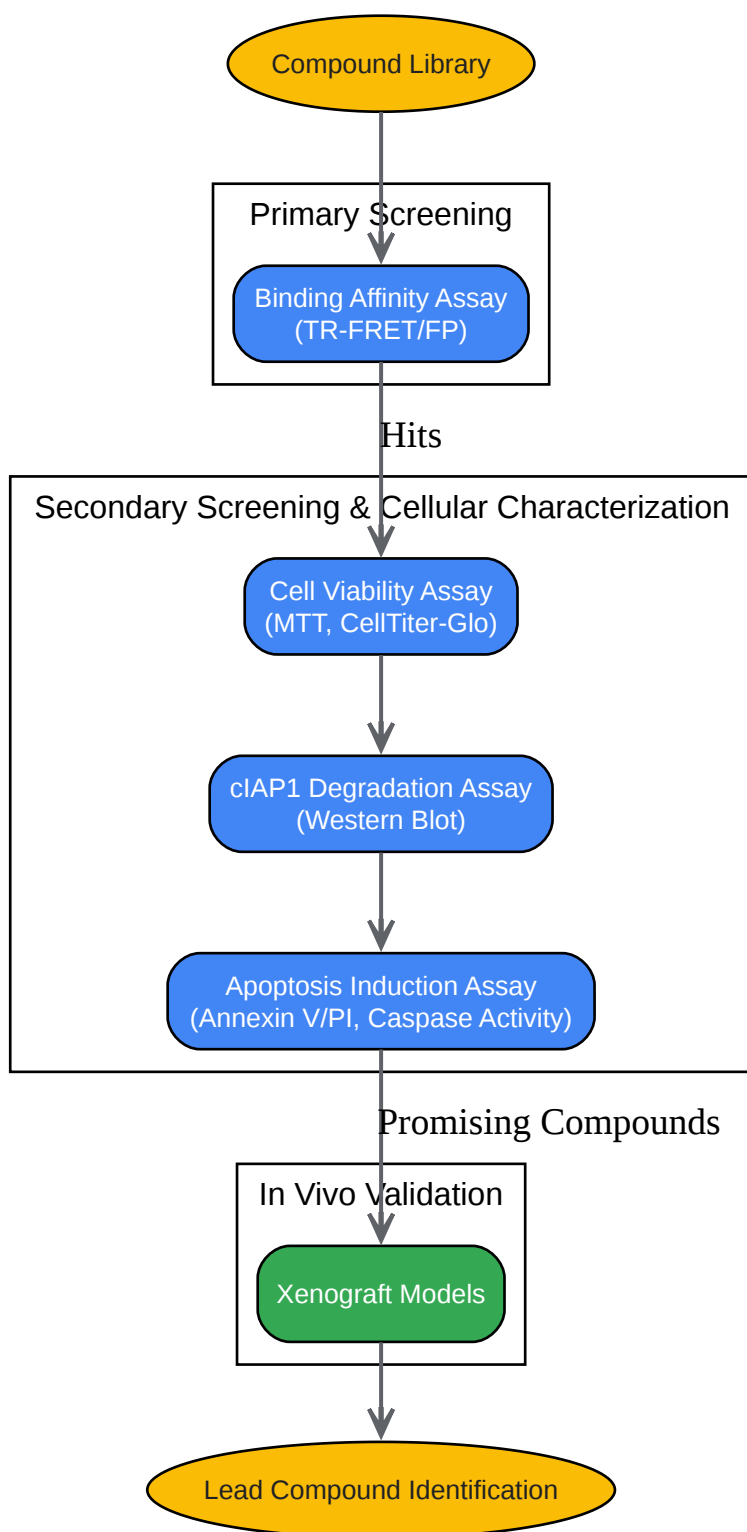 Compound Library
Primary Screening
Binding Affinity Assay
(TR-FRET/FP)
Hits
Secondary Screening & Cellular Characterization
Cell Viability Assay
(MTT, CellTiter-Glo)
cIAP1 Degradation Assay
(Western Blot)
Apoptosis Induction Assay
(Annexin V/PI, Caspase Activity)
Promising Compounds
In Vivo Validation
Xenograft Models
Lead Compound Identification